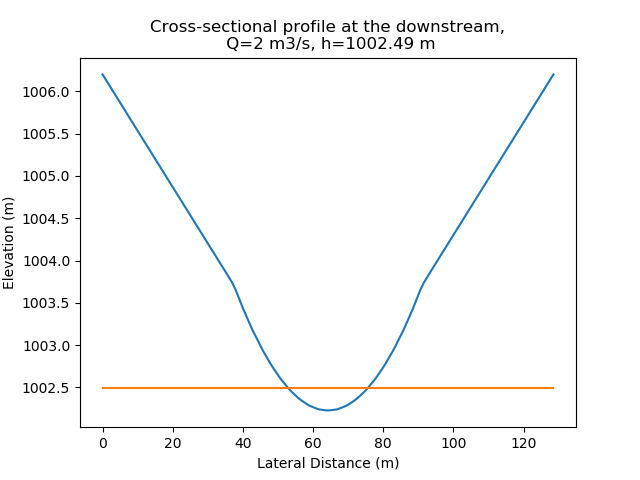 Cross-sectional profile at the downstream,
Q=2 m3/s, h=1002.49 m
1006.0
1005.5
1005.0
1004.5
1004.0
1003.5
1003.0
1002.5
Elevation (m)
0 20 40 60 80 100 120
Lateral Distance (m)